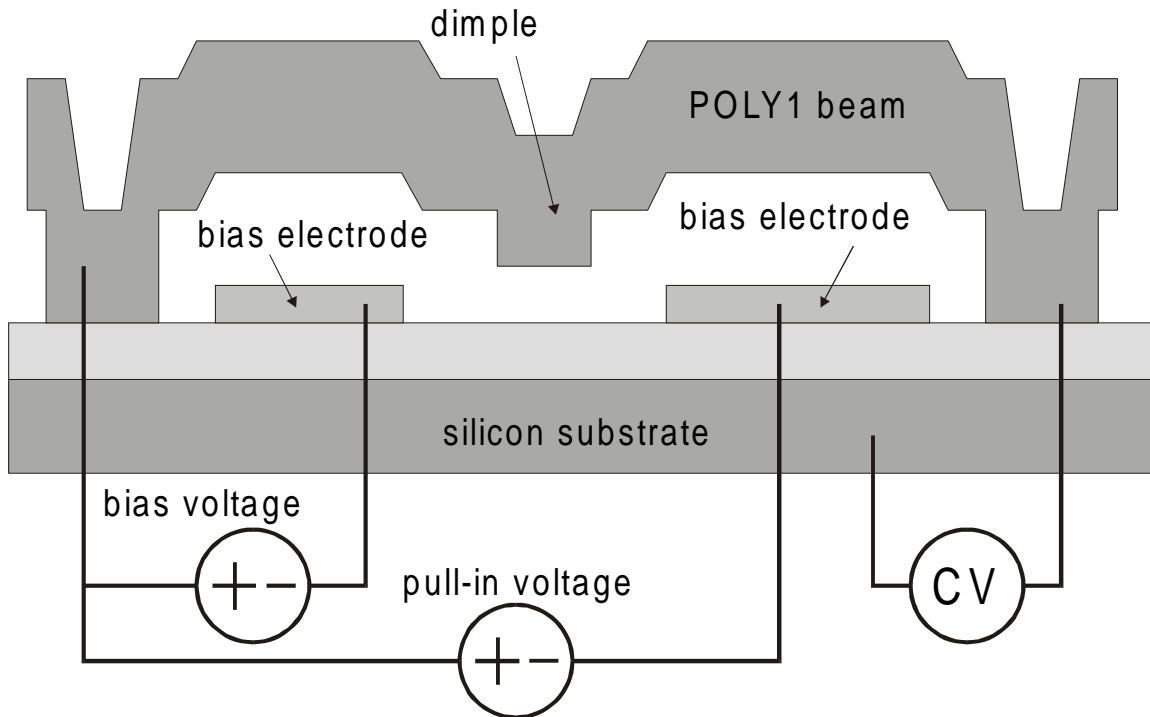 dimple
POLY1 beam
bias electrode
bias electrode
silicon substrate
bias voltage
+ −
pull-in voltage
+ −
CV